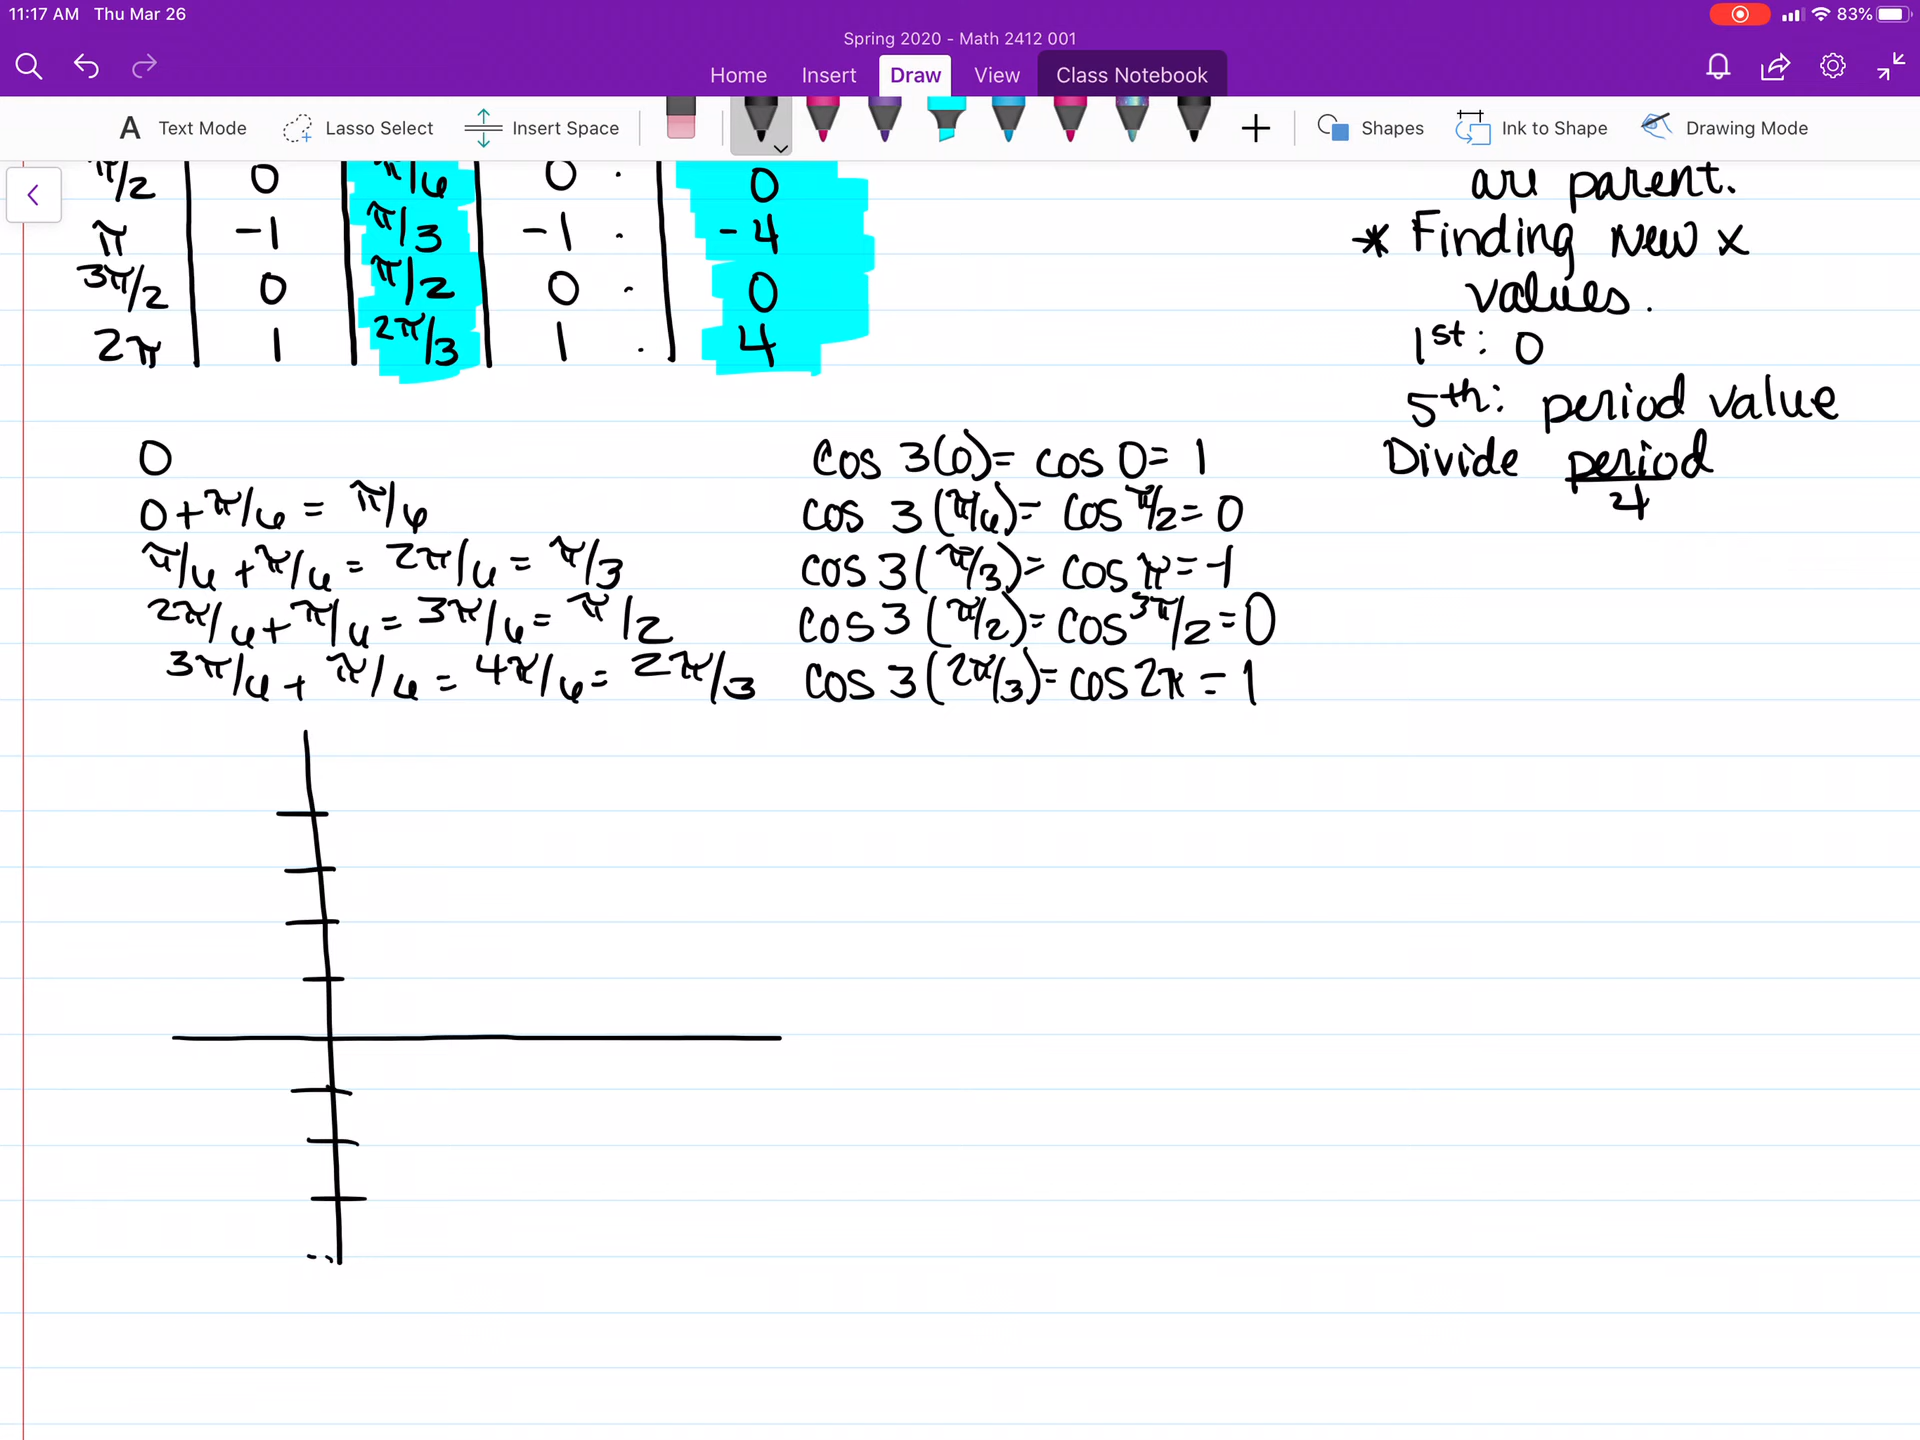 11:17 AM Thu Mar 26
83%
Spring 2020 - Math 2412 001
Home Insert Draw View Class Notebook
Text Mode Lasso Select Insert Space Shapes Ink to Shape Drawing Mode
π/2 0 π/6 0 · 0
π -1 π/3 -1 · -4
3π/2 0 π/2 0 · 0
2π 1 2π/3 1 · 4
are parent.
* Finding new x
values.
1st: 0
5th: period value
Divide period
4
0
0+π/6 = π/6
π/6 + π/6 = 2π/6 = π/3
2π/6 + π/6 = 3π/6 = π/2
3π/6 + π/6 = 4π/6 = 2π/3
cos 3(0)= cos 0= 1
cos 3(π/6)= cos π/2=0
cos 3(π/3)= cos π=-1
cos 3(π/2)= cos 3π/2=0
cos 3(2π/3)= cos 2π = 1